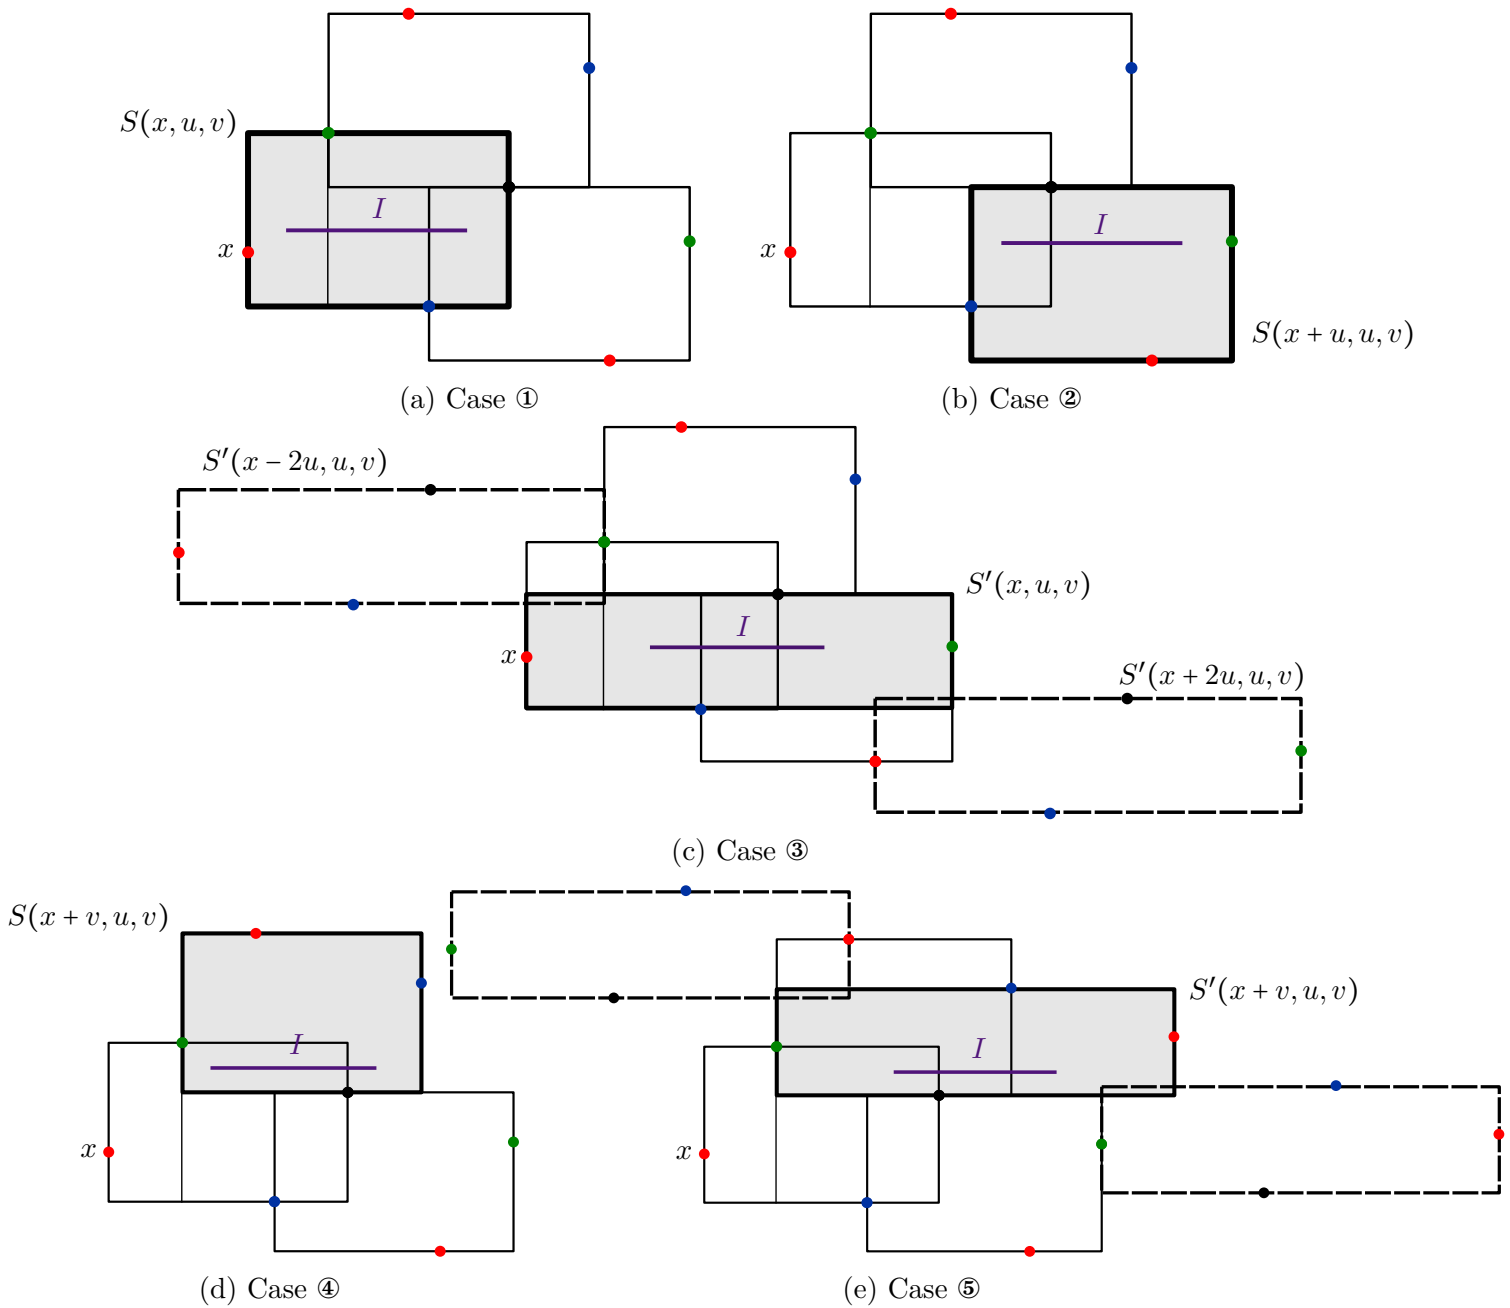 S(x, u, v)
I
x
(a) Case ①
I
x
S(x + u, u, v)
(b) Case ②
S′(x − 2u, u, v)
S′(x, u, v)
I
x
S′(x + 2u, u, v)
(c) Case ③
S(x + v, u, v)
I
x
(d) Case ④
S′(x + v, u, v)
I
x
(e) Case ⑤